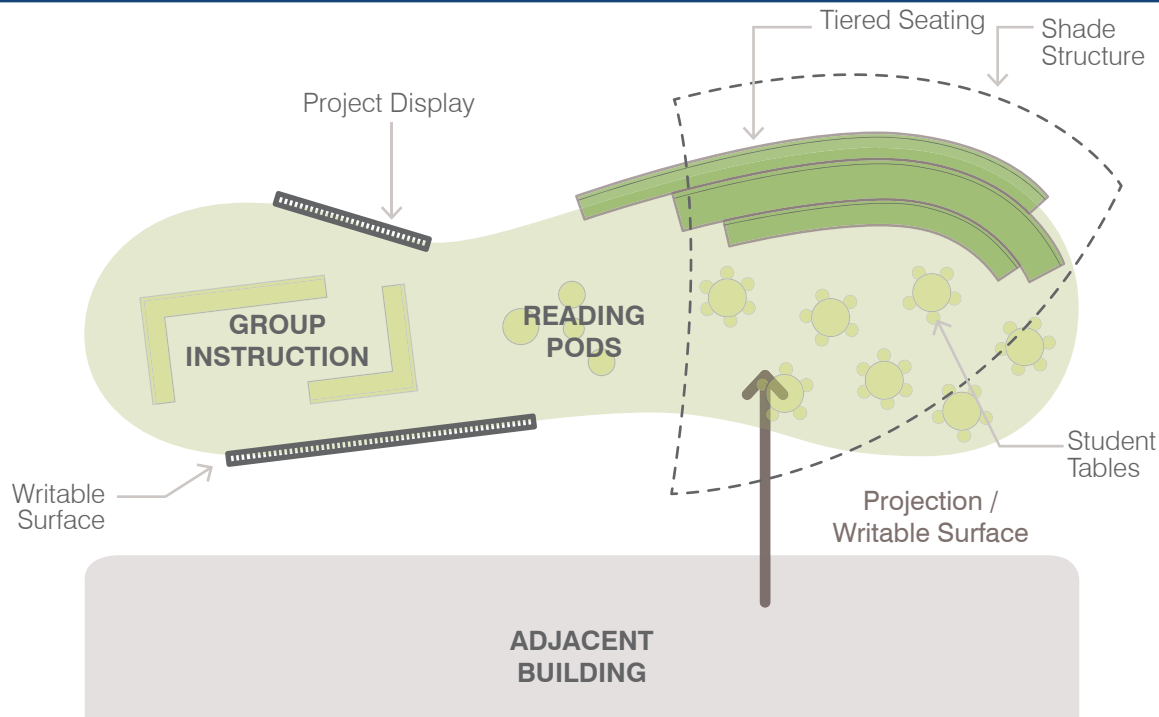 Tiered Seating
Shade
Structure
Project Display
GROUP
INSTRUCTION
READING
PODS
Student
Tables
Writable
Surface
Projection /
Writable Surface
ADJACENT
BUILDING